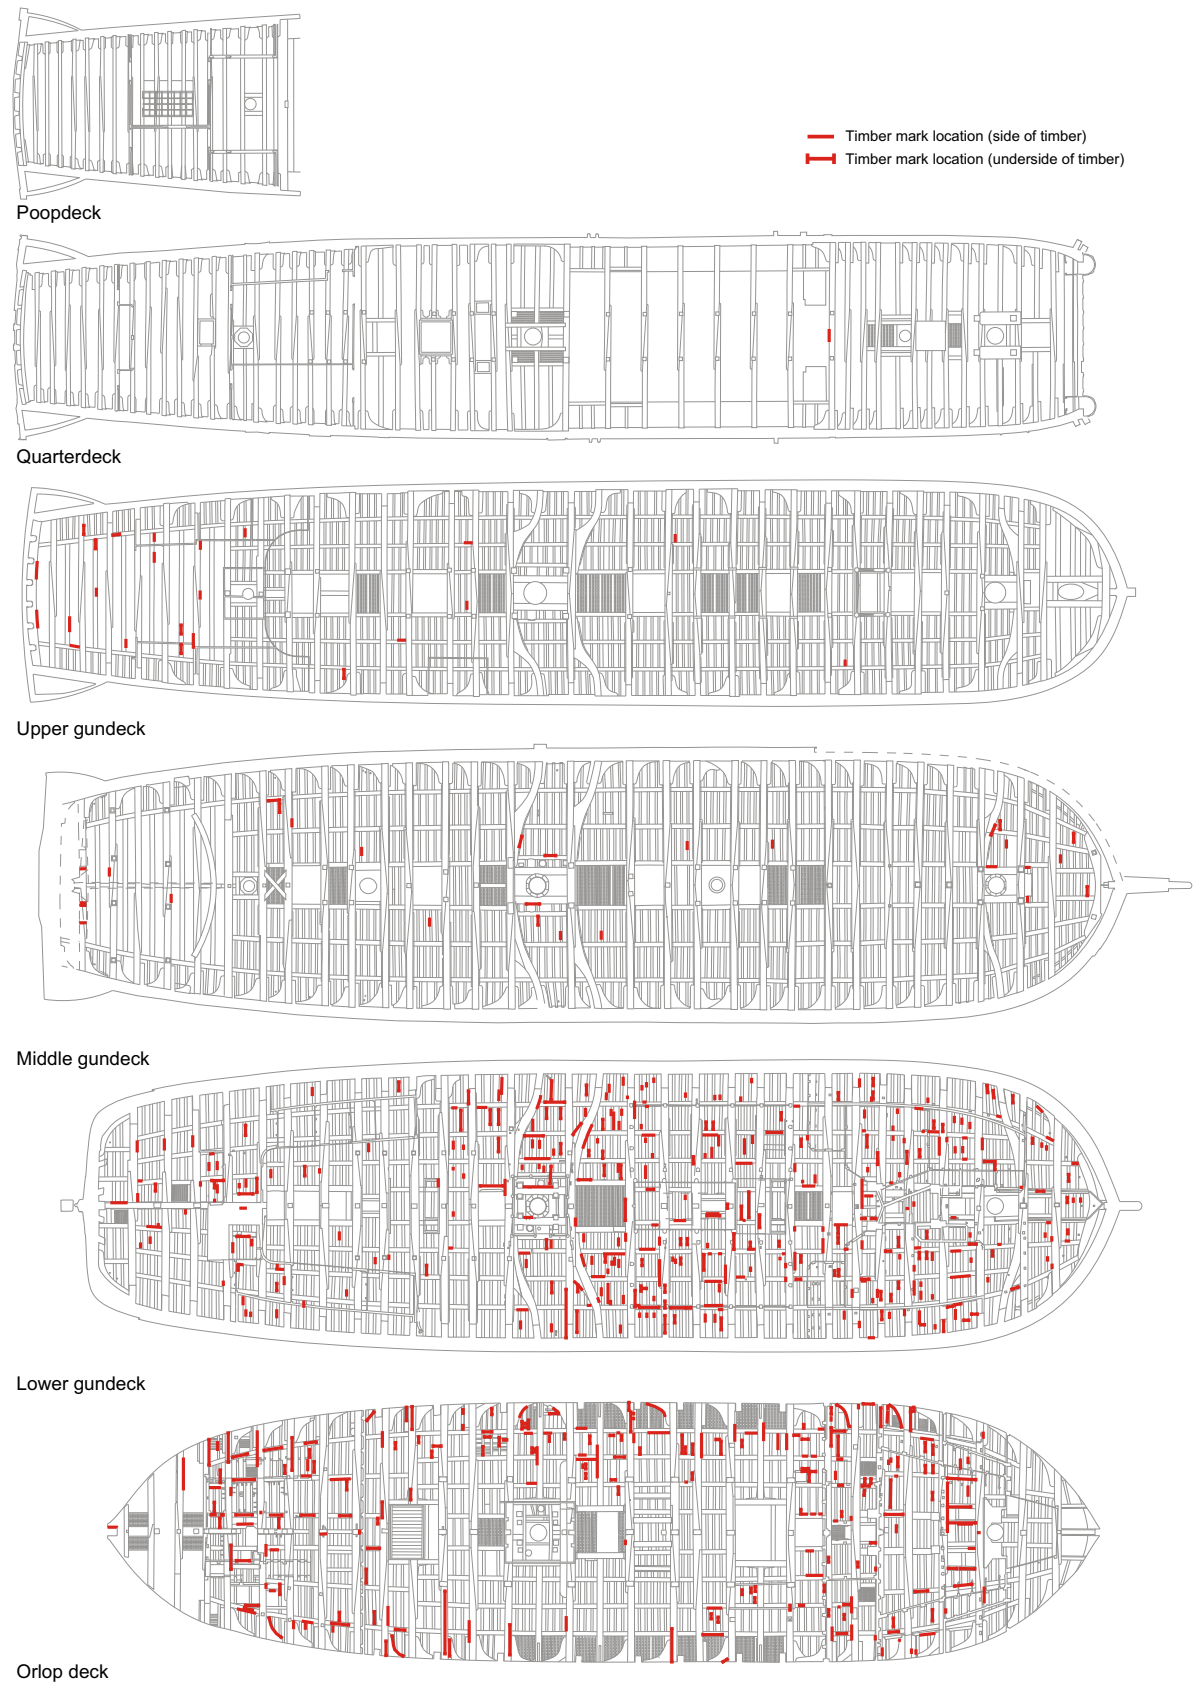 Timber mark location (side of timber)
Timber mark location (underside of timber)
Poopdeck
Quarterdeck
Upper gundeck
Middle gundeck
Lower gundeck
Orlop deck